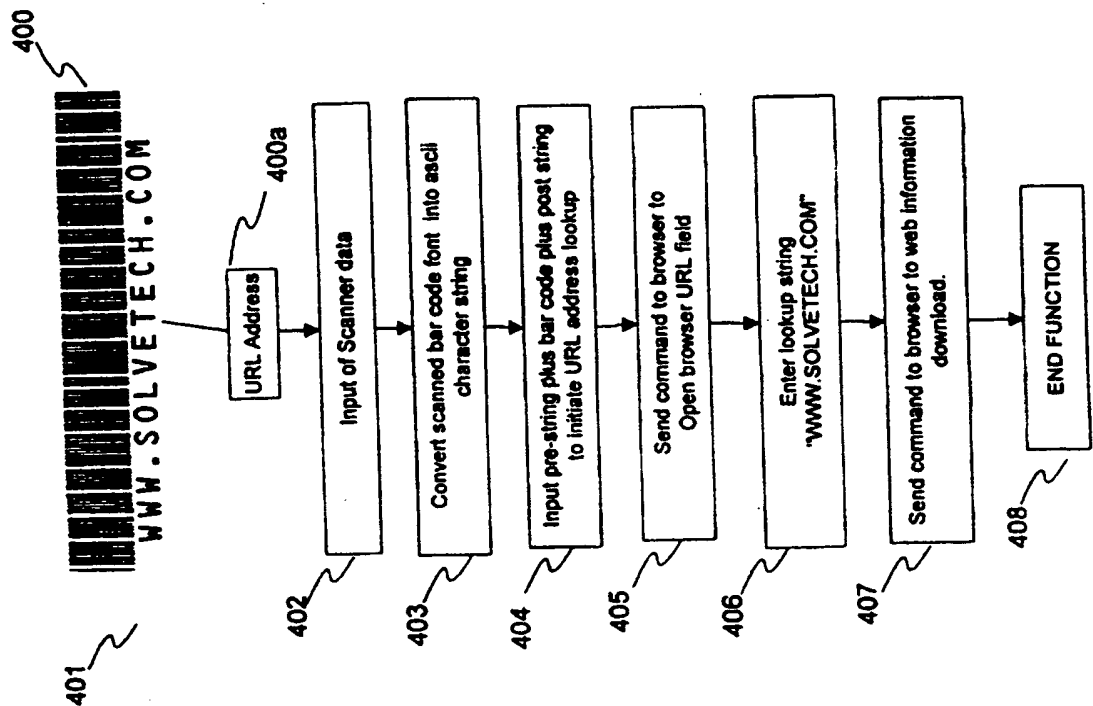 400
401
WWW.SOLVETECH.COM
400a
URL Address
402
Input of Scanner data
403
Convert scanned bar code font into ascii
character string
404
Input pre-string plus bar code plus post string
to initiate URL address lookup
405
Send command to browser to
Open browser URL field
406
Enter lookup string
"WWW.SOLVETECH.COM"
407
Send command to browser to web information
download.
408
END FUNCTION